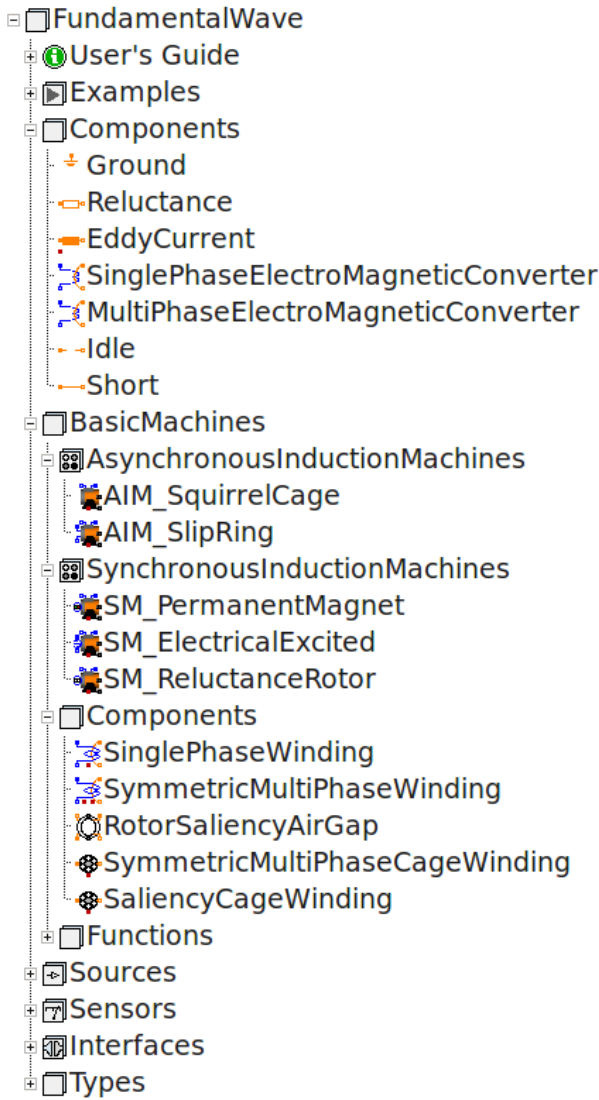 FundamentalWave
User's Guide
Examples
Components
Ground
Reluctance
EddyCurrent
SinglePhaseElectroMagneticConverter
MultiPhaseElectroMagneticConverter
Idle
Short
BasicMachines
AsynchronousInductionMachines
AIM_SquirrelCage
AIM_SlipRing
SynchronousInductionMachines
SM_PermanentMagnet
SM_ElectricalExcited
SM_ReluctanceRotor
Components
SinglePhaseWinding
SymmetricMultiPhaseWinding
RotorSaliencyAirGap
SymmetricMultiPhaseCageWinding
SaliencyCageWinding
Functions
Sources
Sensors
Interfaces
Types